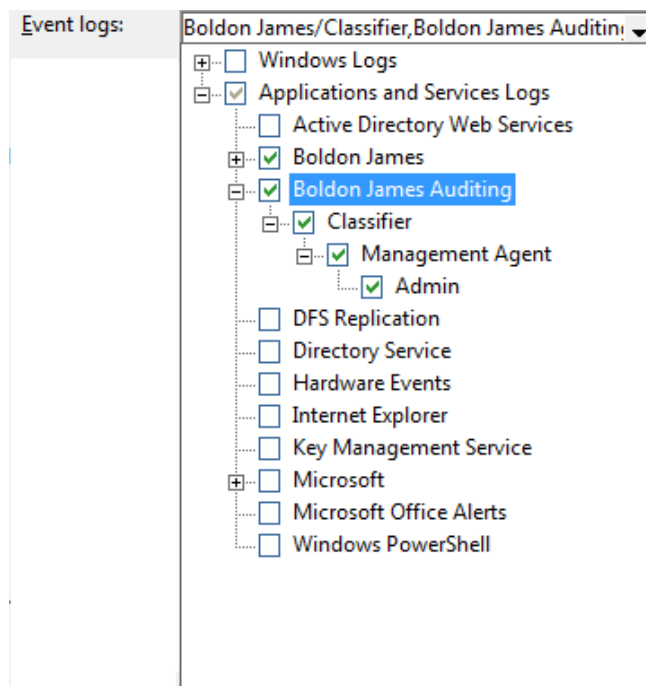 Event logs:
Boldon James/Classifier,Boldon James Auditing
Windows Logs
Applications and Services Logs
Active Directory Web Services
Boldon James
Boldon James Auditing
Classifier
Management Agent
Admin
DFS Replication
Directory Service
Hardware Events
Internet Explorer
Key Management Service
Microsoft
Microsoft Office Alerts
Windows PowerShell